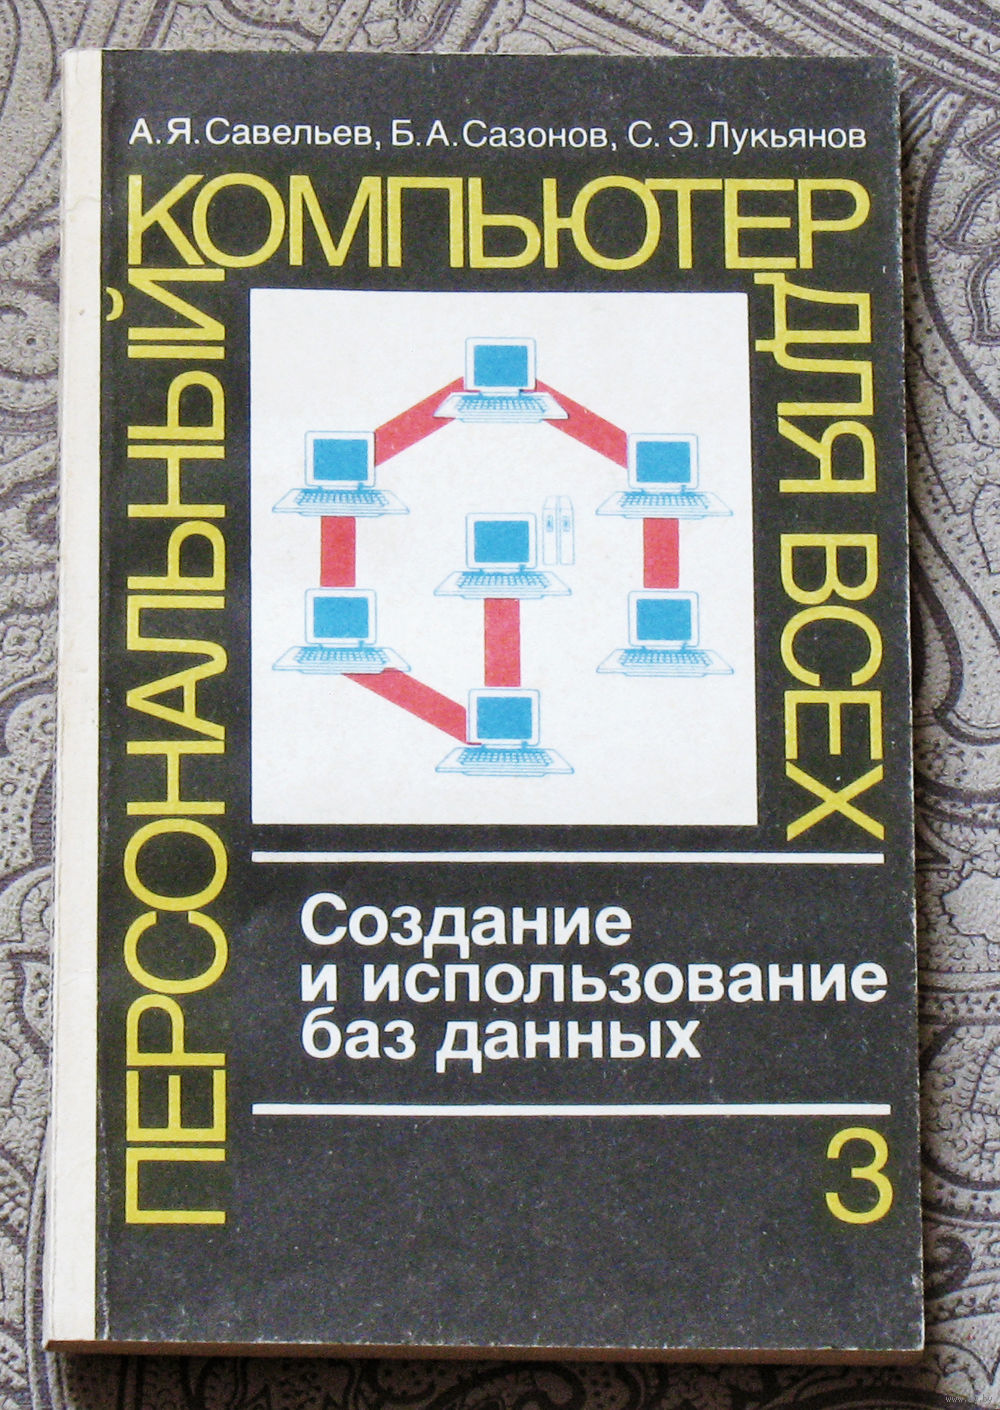 А. Я. Савельев, Б. А. Сазонов, С. Э. Лукьянов
ПЕРСОНАЛЬНЫЙ
КОМПЬЮТЕР
ДЛЯ ВСЕХ
Создание
и использование
баз данных
3